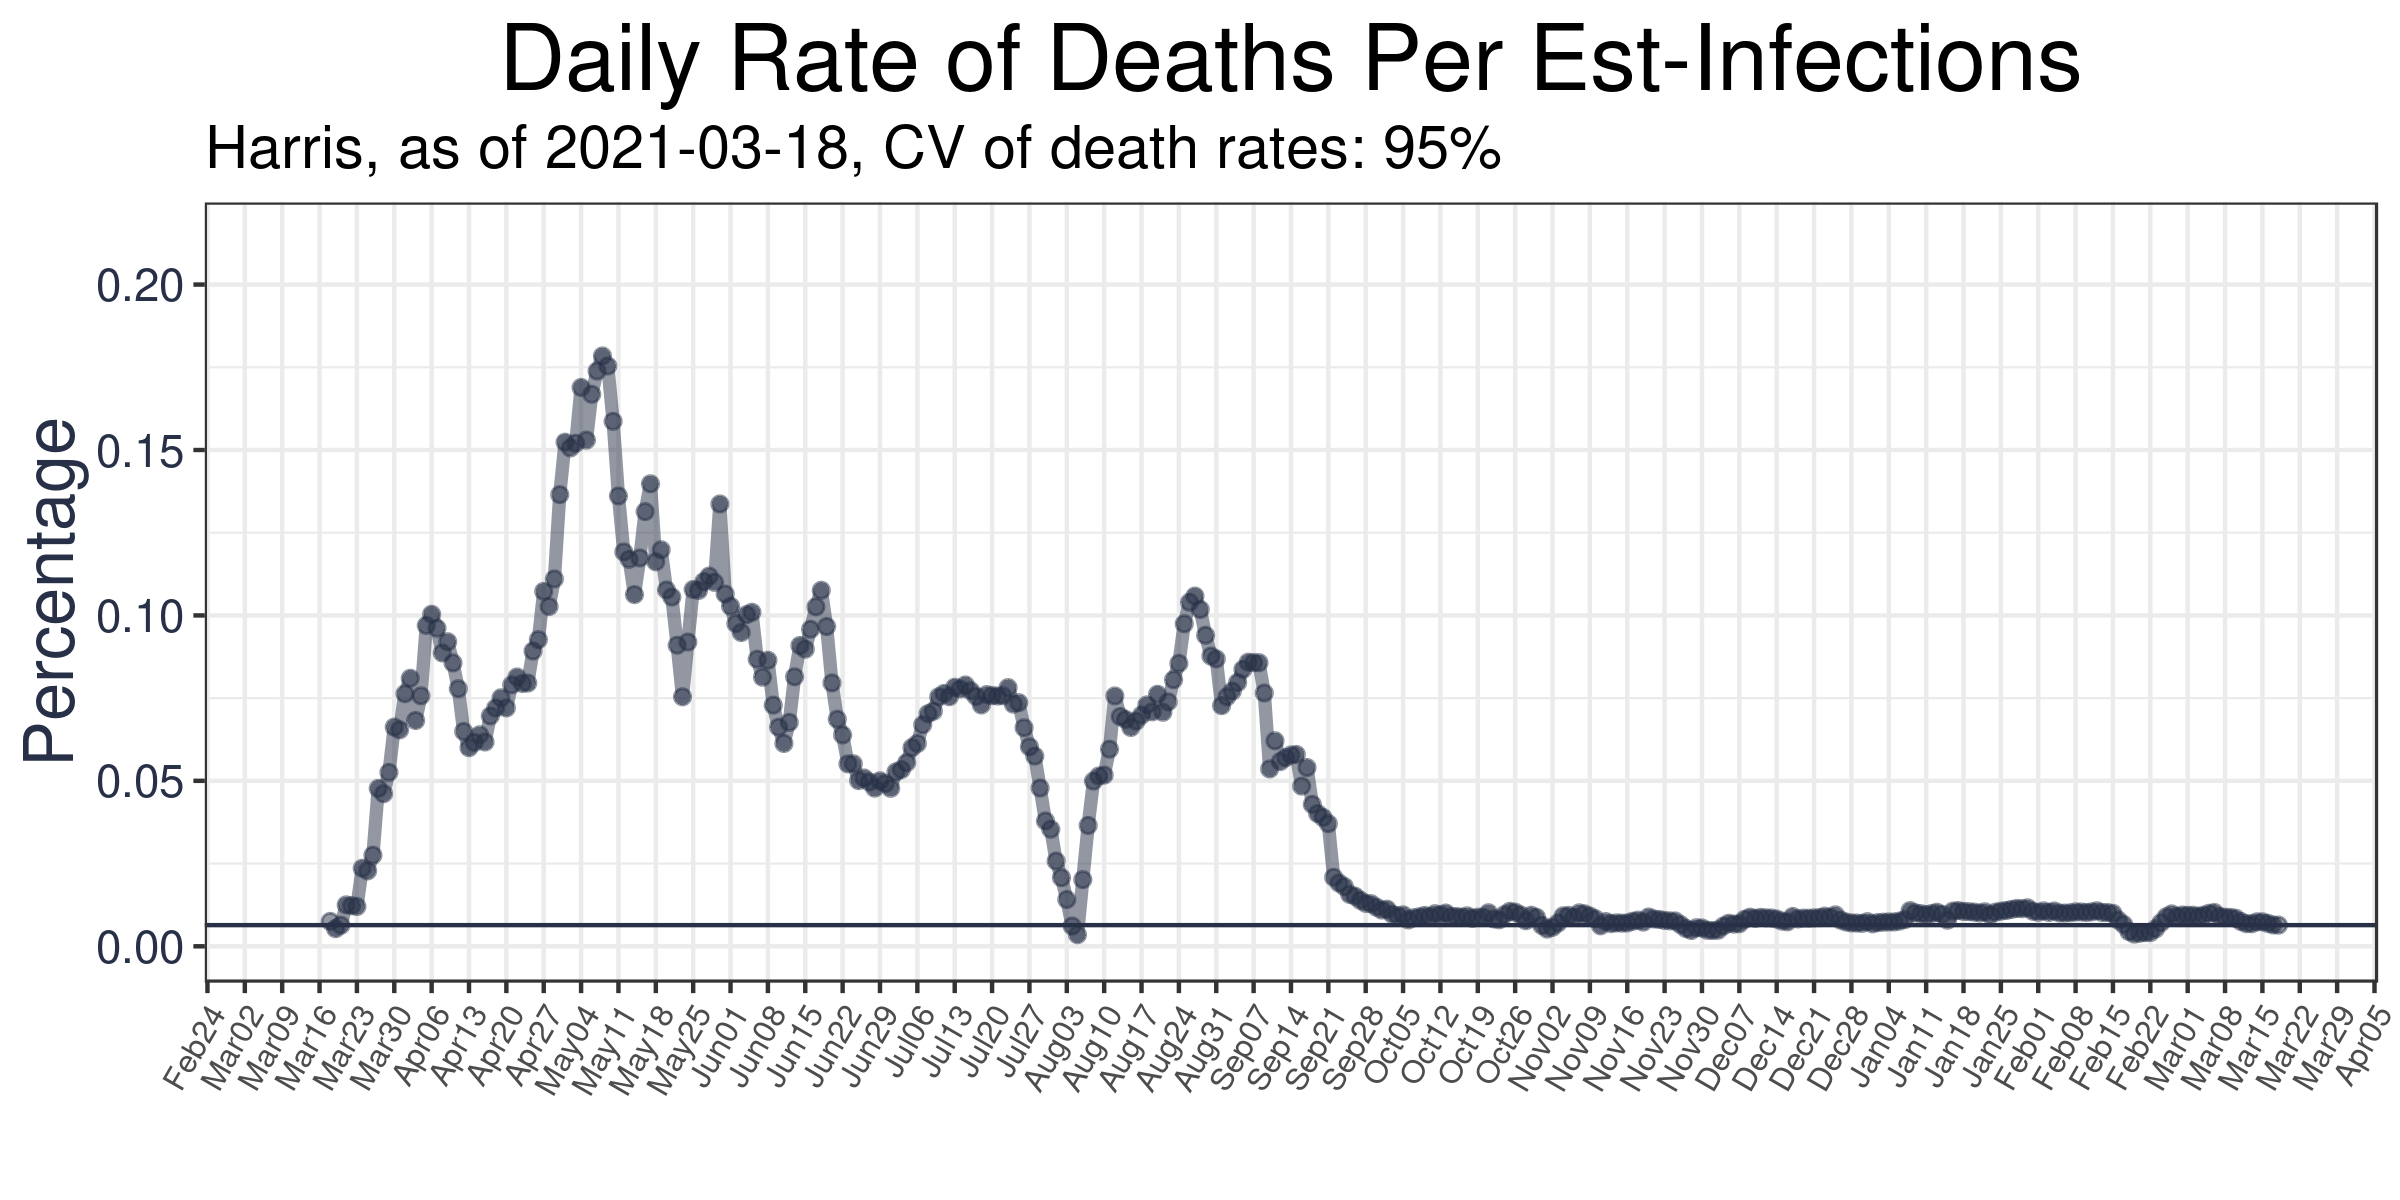 Daily Rate of Deaths Per Est-Infections
Harris, as of 2021-03-18, CV of death rates: 95%
Percentage
0.20
0.15
0.10
0.05
0.00
Feb24
Mar02
Mar09
Mar16
Mar23
Mar30
Apr06
Apr13
Apr20
Apr27
May04
May11
May18
May25
Jun01
Jun08
Jun15
Jun22
Jun29
Jul06
Jul13
Jul20
Jul27
Aug03
Aug10
Aug17
Aug24
Aug31
Sep07
Sep14
Sep21
Sep28
Oct05
Oct12
Oct19
Oct26
Nov02
Nov09
Nov16
Nov23
Nov30
Dec07
Dec14
Dec21
Dec28
Jan04
Jan11
Jan18
Jan25
Feb01
Feb08
Feb15
Feb22
Mar01
Mar08
Mar15
Mar22
Mar29
Apr05